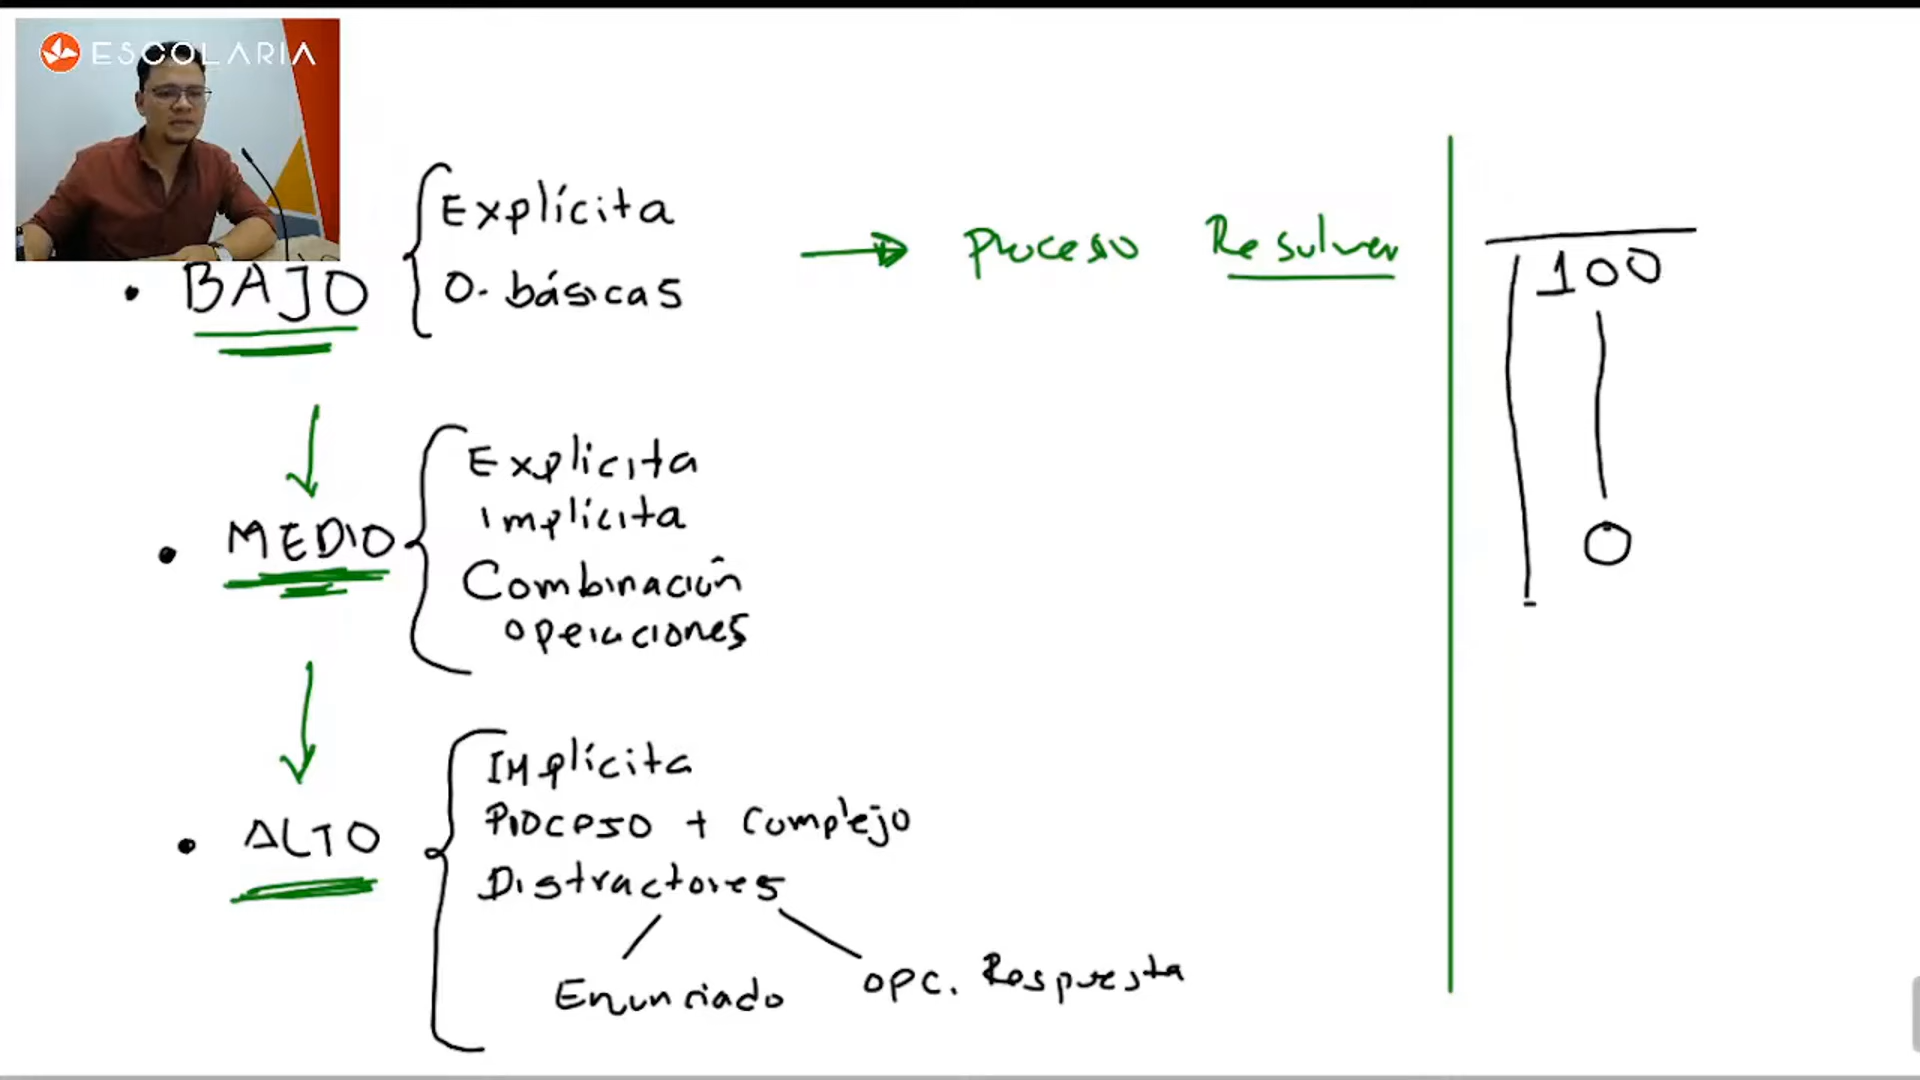 ESCOLARIA
• BAJO
Explícita
O. básicas
Proceso Resolver
• MEDIO
Explicita
implícita
Combinación
operaciones
• ALTO
Implícita
Proceso + Complejo
Distractores
Enunciado
opc. Respuesta
100
0